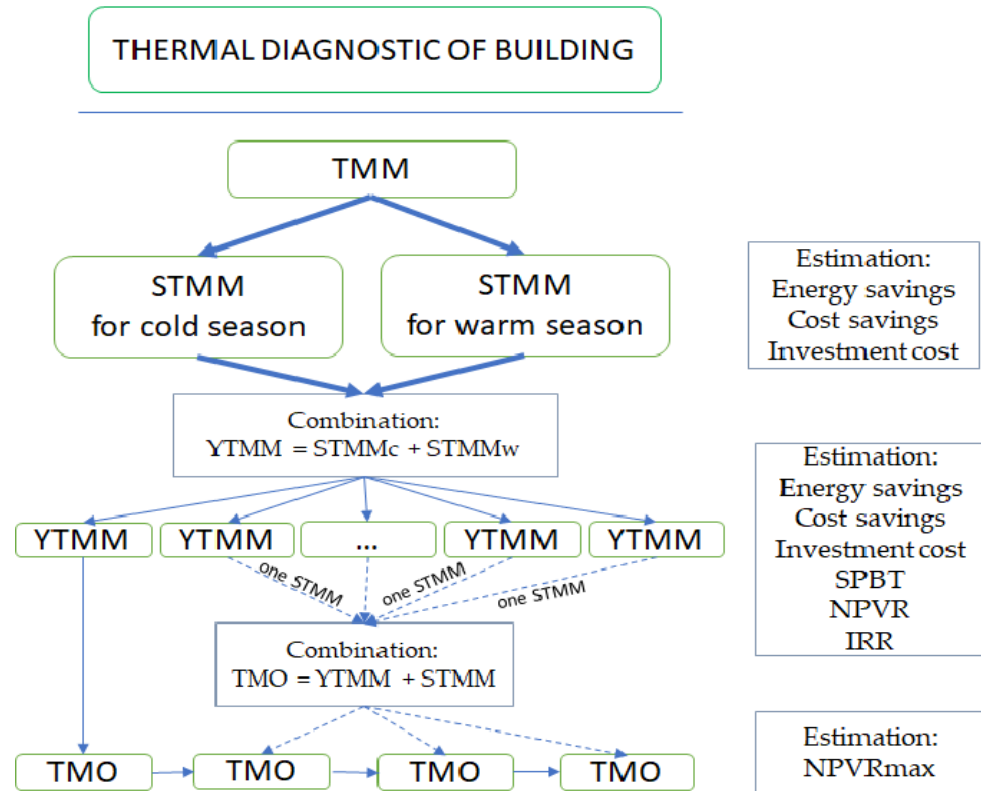 THERMAL DIAGNOSTIC OF BUILDING
TMM
STMM
for cold season
STMM
for warm season
Estimation:
Energy savings
Cost savings
Investment cost
Combination:
YTMM = STMMc + STMMw
Estimation:
Energy savings
Cost savings
Investment cost
SPBT
NPVR
IRR
YTMM
YTMM
...
YTMM
YTMM
one STMM
one STMM
one STMM
Combination:
TMO = YTMM + STMM
TMO
TMO
TMO
TMO
Estimation:
NPVRmax